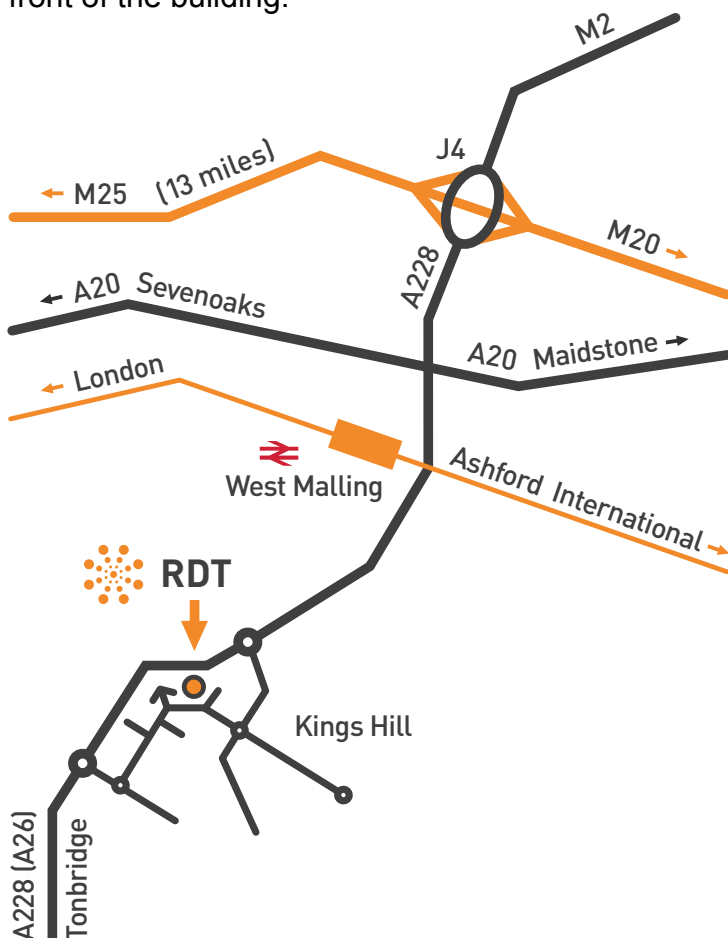 front of the building.
M2
J4
M25 (13 miles)
M20
A228
A20 Sevenoaks
A20 Maidstone
London
West Malling
Ashford International
RDT
Kings Hill
A228 (A26)
Tonbridge